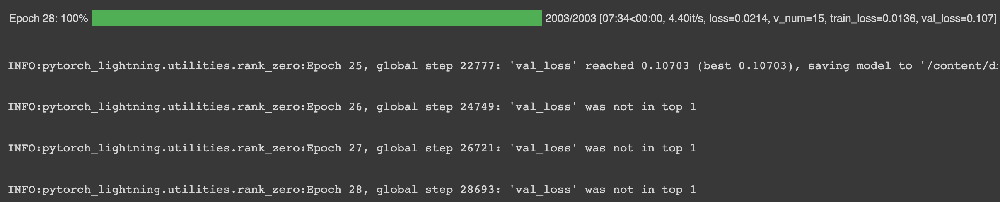 Epoch 28: 100% 2003/2003 [07:34<00:00, 4.40it/s, loss=0.0214, v_num=15, train_loss=0.0136, val_loss=0.107]
INFO:pytorch_lightning.utilities.rank_zero:Epoch 25, global step 22777: 'val_loss' reached 0.10703 (best 0.10703), saving model to '/content/d
INFO:pytorch_lightning.utilities.rank_zero:Epoch 26, global step 24749: 'val_loss' was not in top 1
INFO:pytorch_lightning.utilities.rank_zero:Epoch 27, global step 26721: 'val_loss' was not in top 1
INFO:pytorch_lightning.utilities.rank_zero:Epoch 28, global step 28693: 'val_loss' was not in top 1